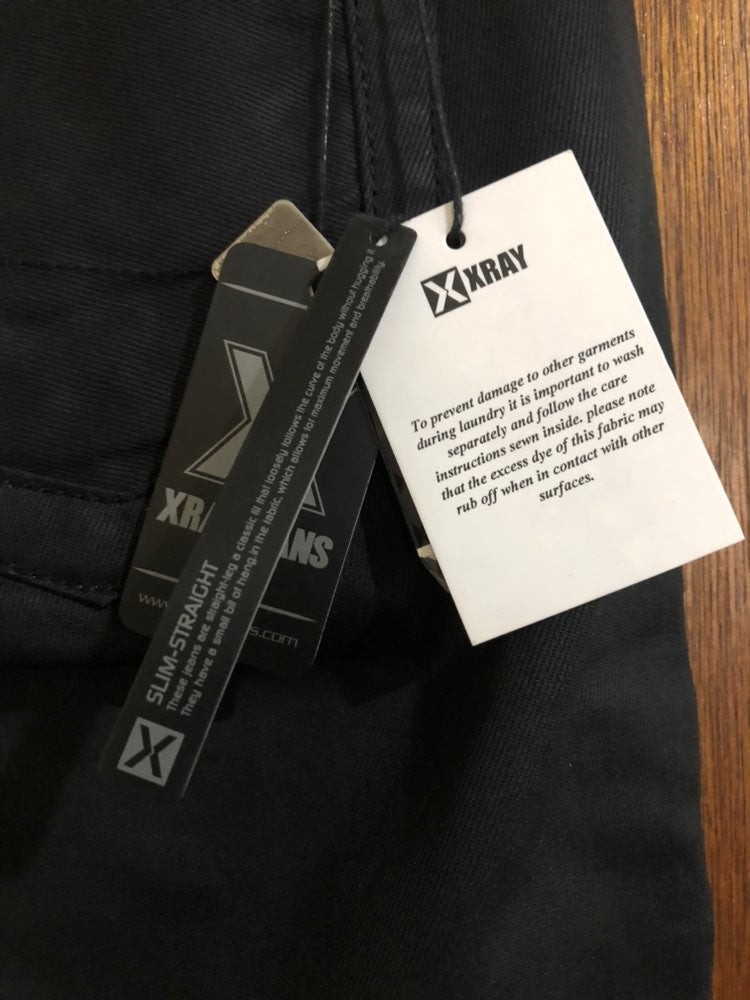 XRAY
To prevent damage to other garments
during laundry it is important to wash
separately and follow the care
instructions sewn inside. please note
that the excess dye of this fabric may
rub off when in contact with other
surfaces.
SLIM-STRAIGHT
These jeans are straight-leg a classic fit that loosely follows the curve of the body without hugging it
They have a small bit of hang in the fabric, which allows for maximum movement and breathability.
X